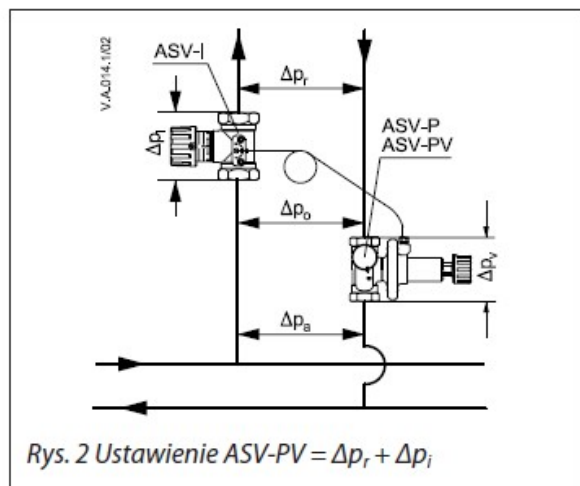 V.A.014.1/02
ASV-I
Δpᵣ
Δpᵢ
ASV-P
ASV-PV
Δpₒ
Δpᵥ
Δpₐ
Rys. 2 Ustawienie ASV-PV = Δpᵣ + Δpᵢ